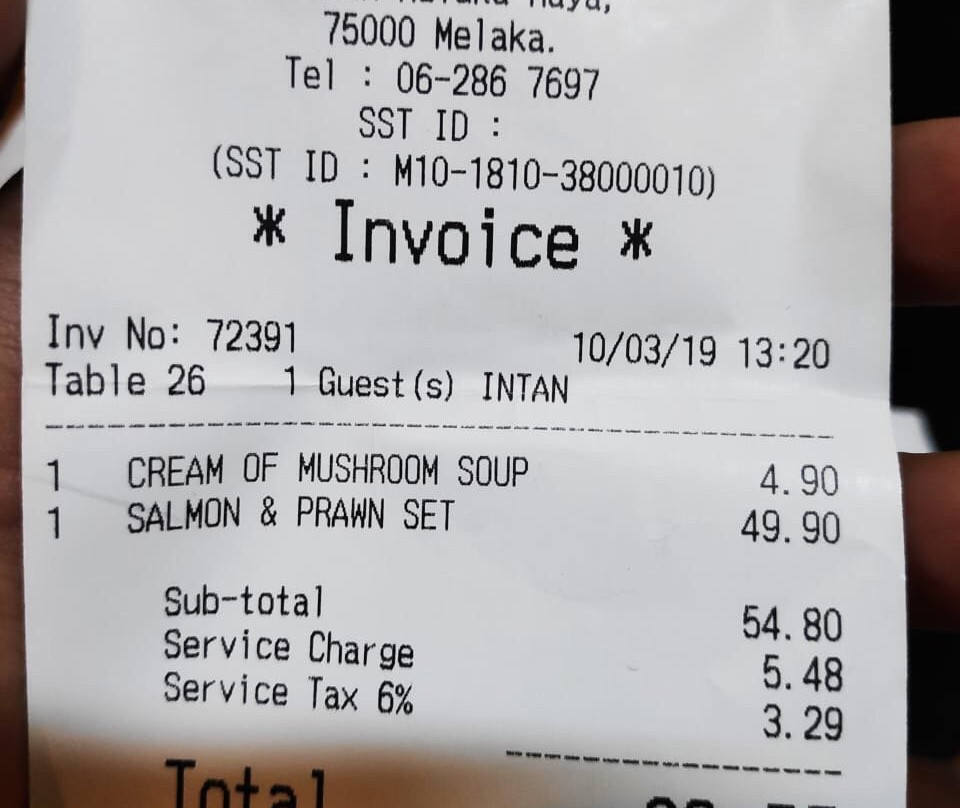 75000 Melaka.
Tel : 06-286 7697
SST ID :
(SST ID : M10-1810-38000010)
* Invoice *
Inv No: 72391 10/03/19 13:20
Table 26 1 Guest(s) INTAN
1 CREAM OF MUSHROOM SOUP 4.90
1 SALMON & PRAWN SET 49.90
Sub-total 54.80
Service Charge 5.48
Service Tax 6% 3.29
Total